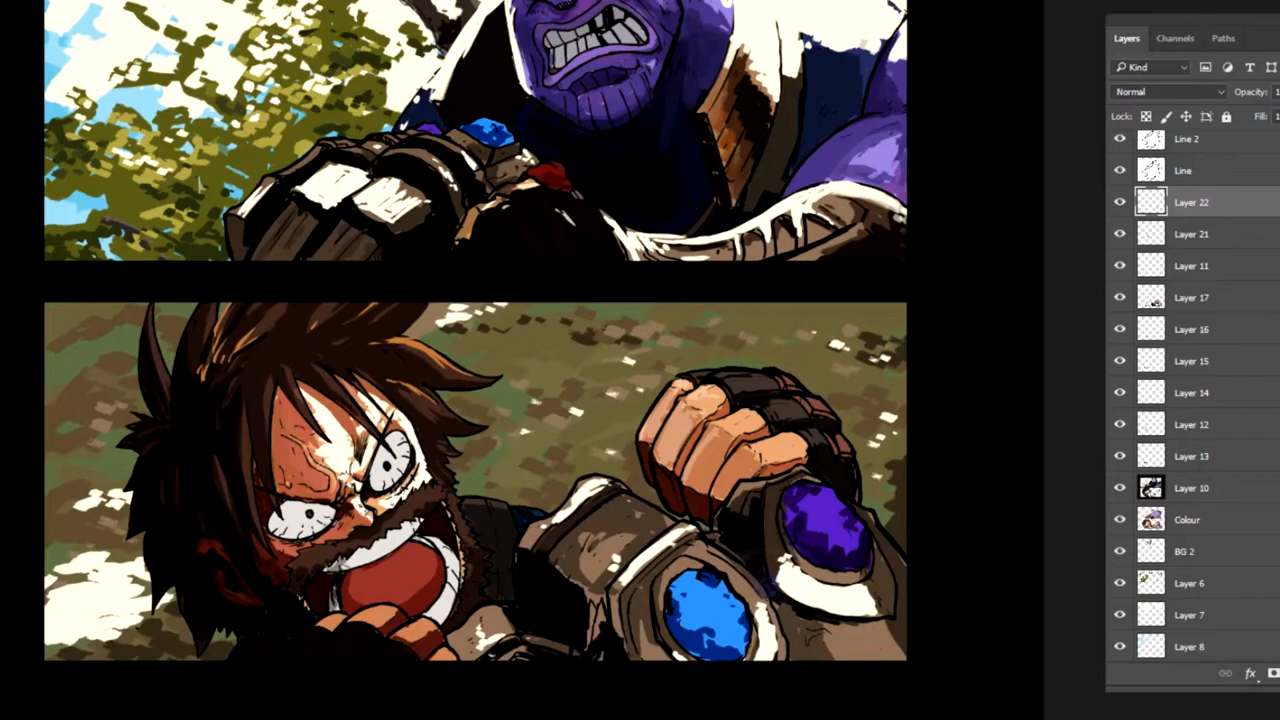 Layers Channels Paths
Kind
Normal Opacity: 1
Lock: Fill:
Line 2
Line
Layer 22
Layer 21
Layer 11
Layer 17
Layer 16
Layer 15
Layer 14
Layer 12
Layer 13
Layer 10
Colour
BG 2
Layer 6
Layer 7
Layer 8
fx